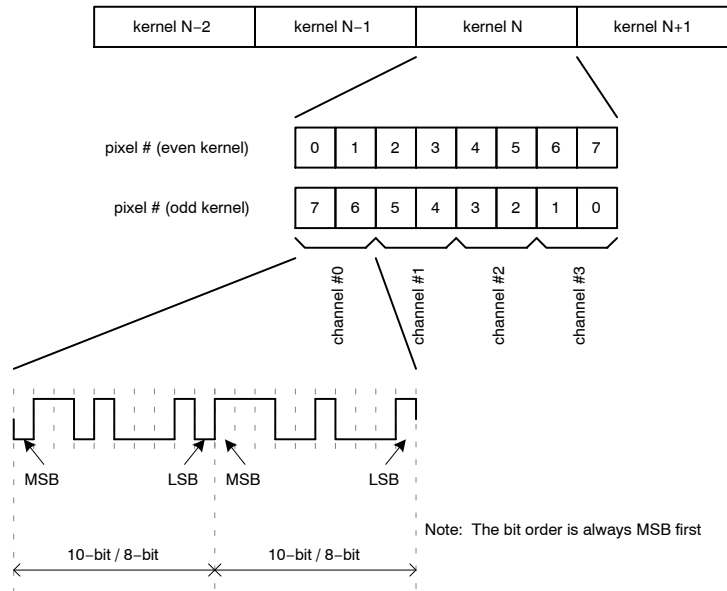 kernel N−2 kernel N−1 kernel N kernel N+1
pixel # (even kernel) 0 1 2 3 4 5 6 7
pixel # (odd kernel) 7 6 5 4 3 2 1 0
channel #0
channel #1
channel #2
channel #3
MSB LSB MSB LSB
Note: The bit order is always MSB first
10−bit / 8−bit 10−bit / 8−bit